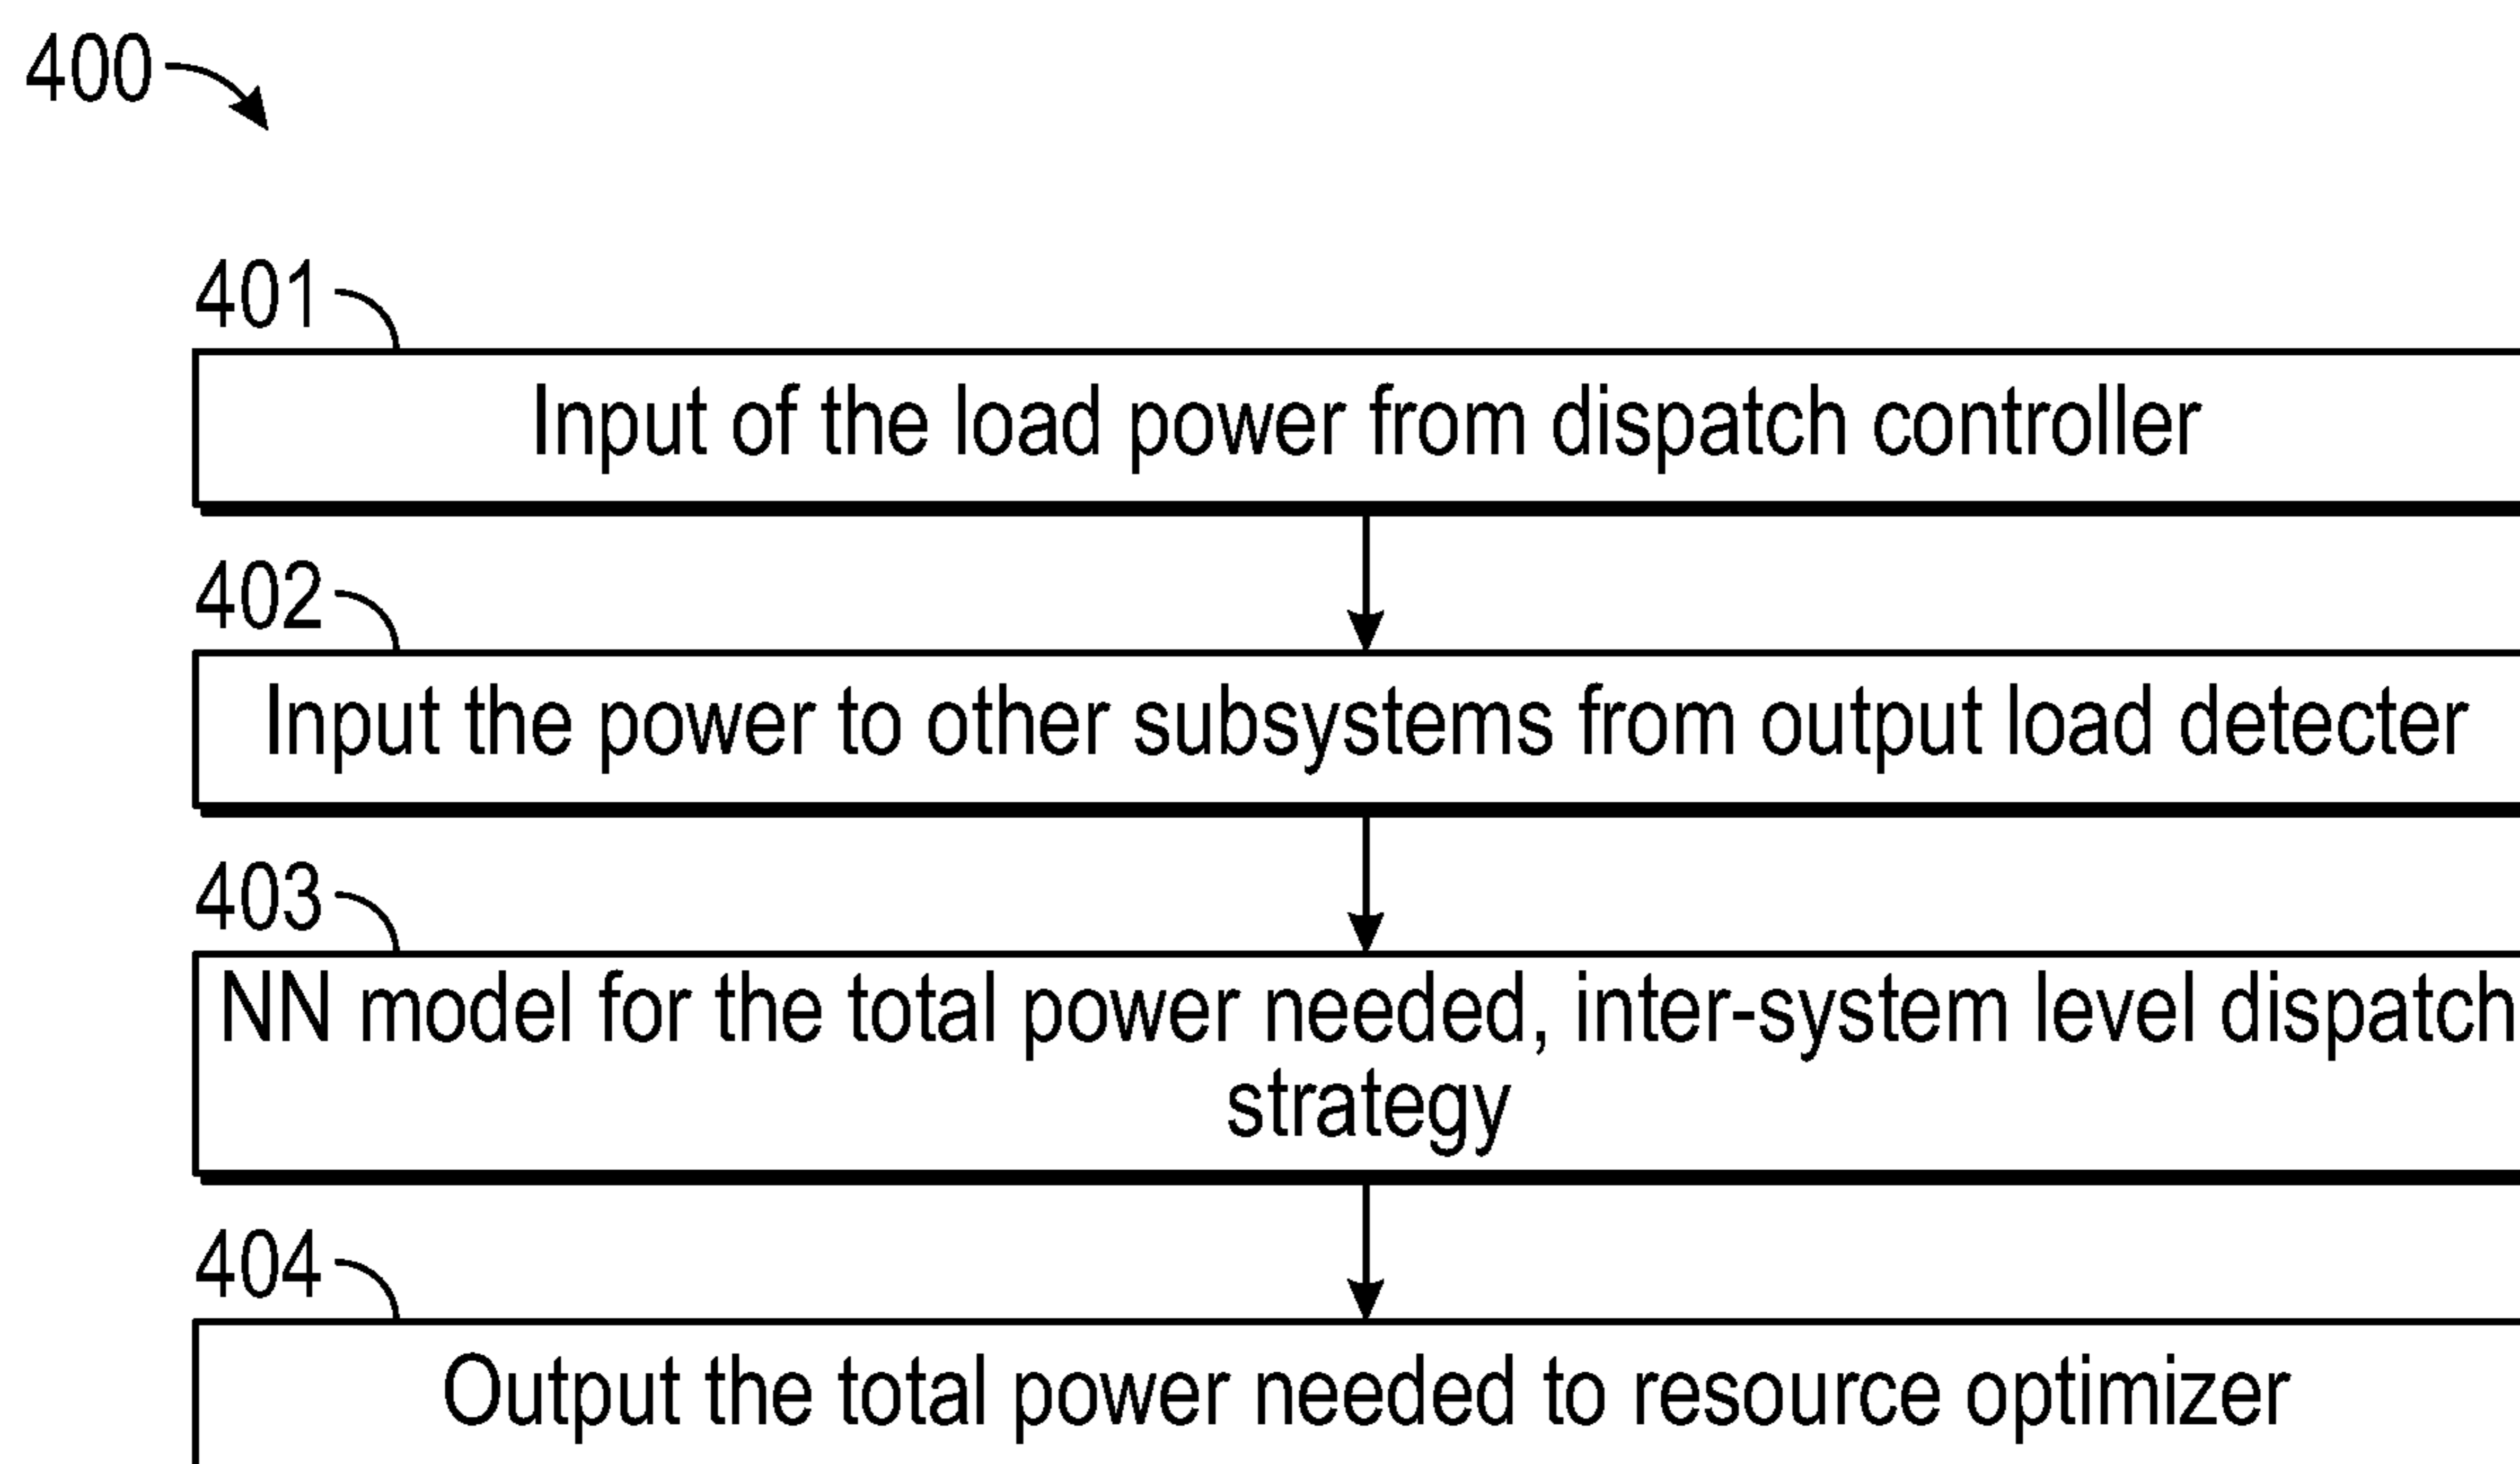 400
401
Input of the load power from dispatch controller
402
Input the power to other subsystems from output load detecter
403
NN model for the total power needed, inter-system level dispatch
strategy
404
Output the total power needed to resource optimizer